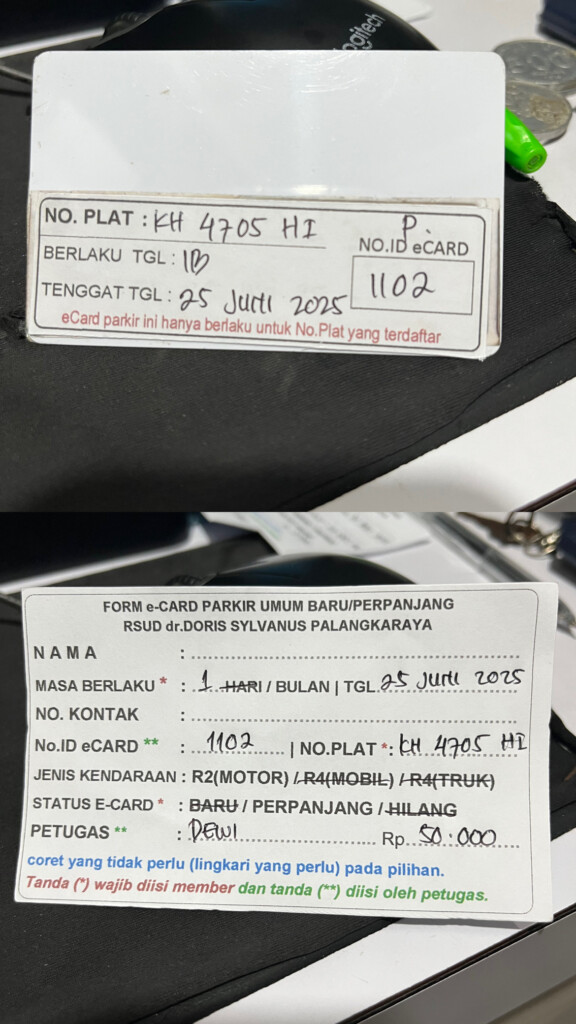 logitech
NO. PLAT : KH 4705 HI
P.
NO.ID eCARD
BERLAKU TGL : 1B
1102
TENGGAT TGL : 25 Juni 2025
eCard parkir ini hanya berlaku untuk No.Plat yang terdaftar
FORM e-CARD PARKIR UMUM BARU/PERPANJANG
RSUD dr.DORIS SYLVANUS PALANGKARAYA
NAMA :
MASA BERLAKU * : 1 HARI / BULAN | TGL 25 Juni 2025
NO. KONTAK :
No.ID eCARD ** : 1102 | NO.PLAT *: KH 4705 HI
JENIS KENDARAAN : R2(MOTOR) / R4(MOBIL) / R4(TRUK)
STATUS E-CARD * : BARU / PERPANJANG / HILANG
PETUGAS ** : DEWI Rp. 50.000
coret yang tidak perlu (lingkari yang perlu) pada pilihan.
Tanda (*) wajib diisi member dan tanda (**) diisi oleh petugas.